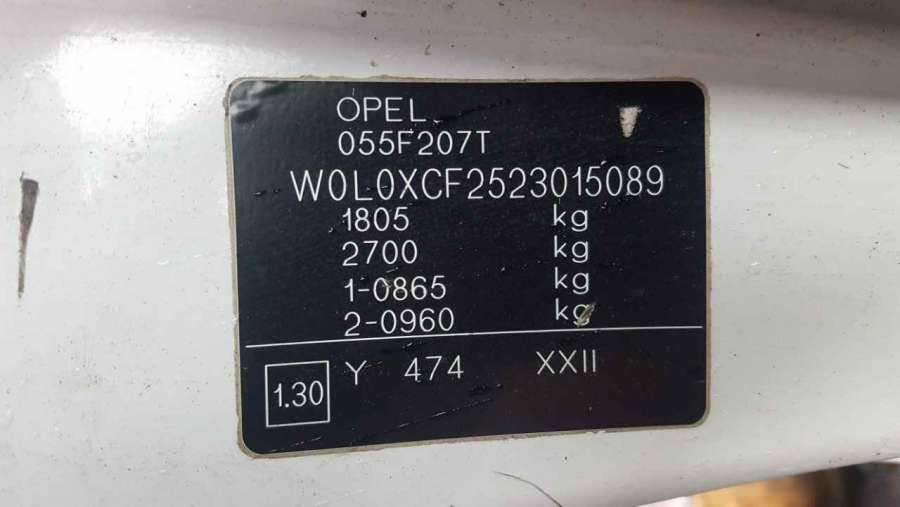 OPEL
055F207T
W0L0XCF2523015089
1805 kg
2700 kg
1-0865 kg
2-0960 kg
1.30 Y 474 XXII